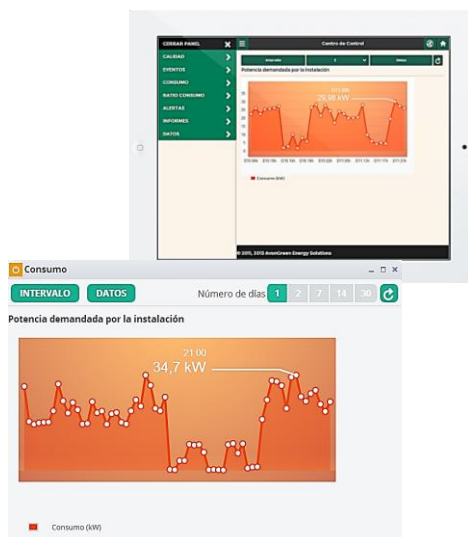 CERRAR PANEL
Centro de Control
CALIDAD
EVENTOS
CONSUMO
RATIO CONSUMO
ALERTAS
INFORMES
DATOS
Intervalo
Datos
Potencia demandada por la instalación
29,98 kW
Consumo (kW)
© 2011, 2013 AvanGreen Energy Solutions
Consumo
INTERVALO
DATOS
Número de días 1 2 7 14 30
Potencia demandada por la instalación
21:00
34,7 kW
Consumo (kW)